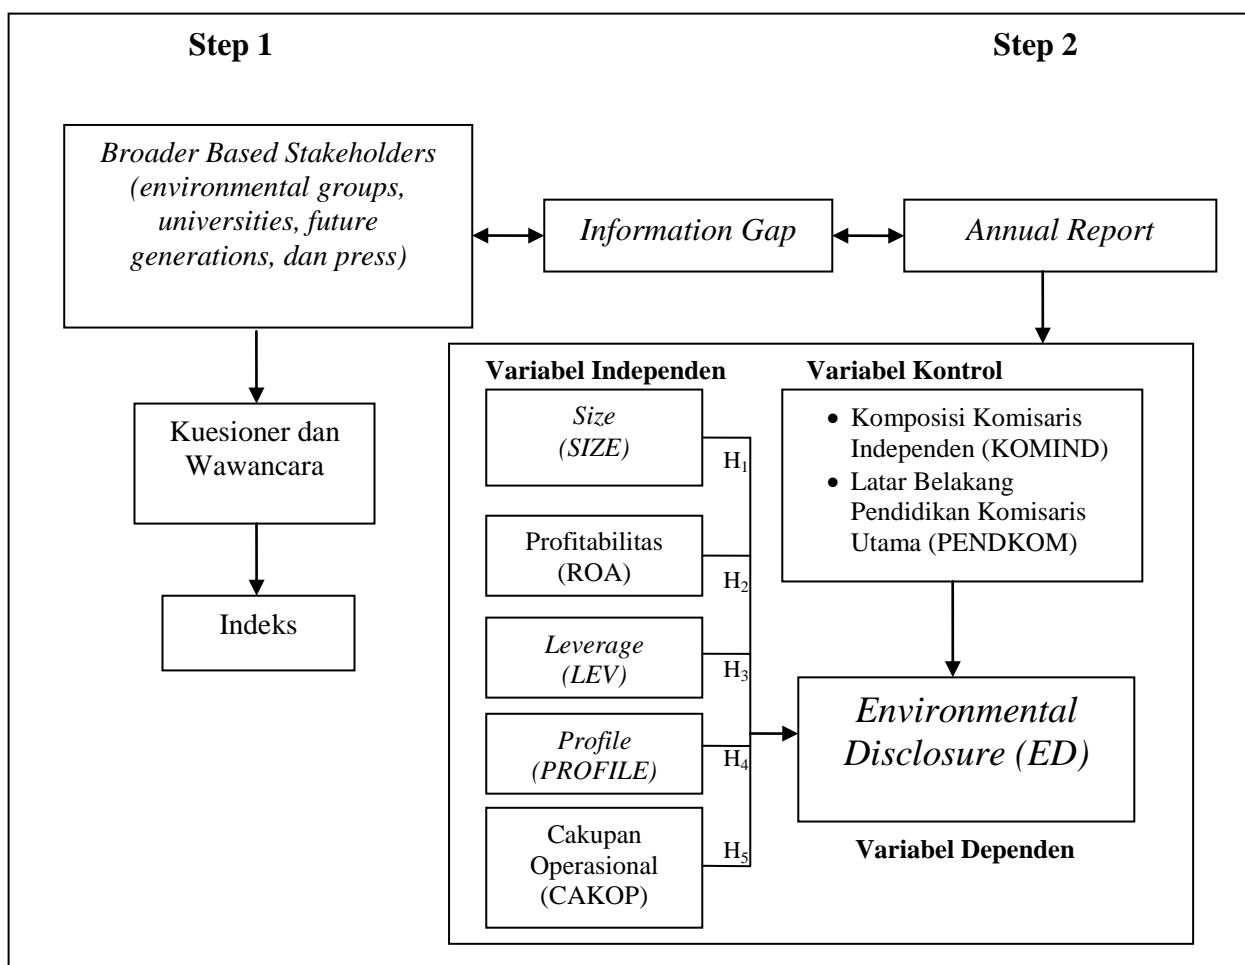 Step 1
Step 2
Broader Based Stakeholders
(environmental groups,
universities, future
generations, dan press)
Information Gap
Annual Report
Kuesioner dan
Wawancara
Indeks
Variabel Independen
Size
(SIZE)
H1
Profitabilitas
(ROA)
H2
Leverage
(LEV)
H3
Profile
(PROFILE)
H4
Cakupan
Operasional
(CAKOP)
H5
Variabel Kontrol
• Komposisi Komisaris
Independen (KOMIND)
• Latar Belakang
Pendidikan Komisaris
Utama (PENDKOM)
Environmental
Disclosure (ED)
Variabel Dependen